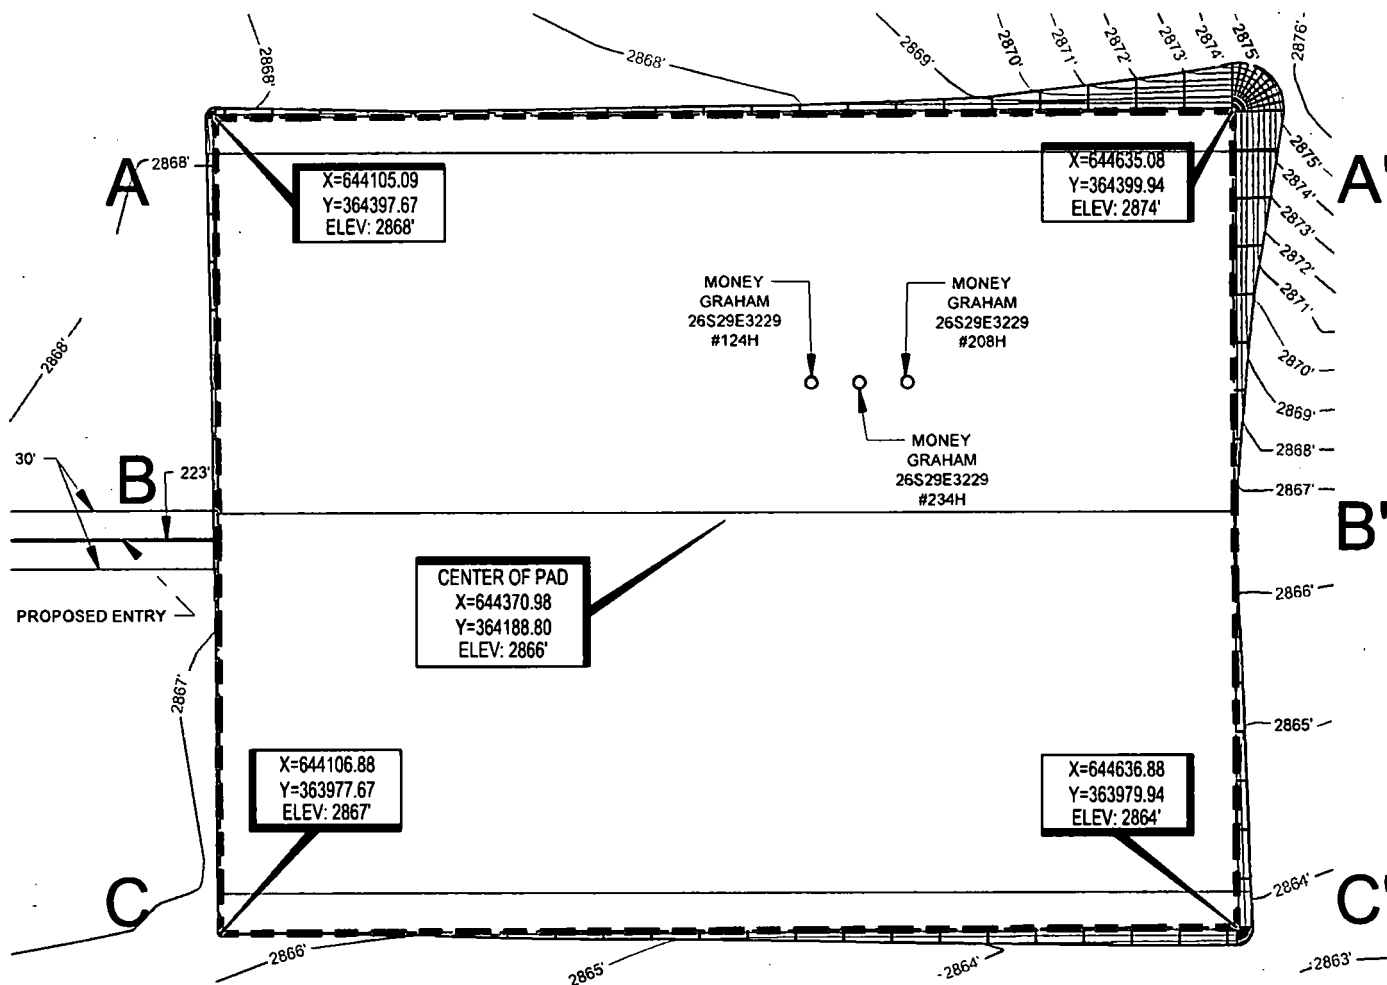 2868'
2868'
2869'
2870'
2871'
2872'
2873'
2874'
2875'
2876'
A
2868'
X=644105.09
Y=364397.67
ELEV: 2868'
X=644635.08
Y=364399.94
ELEV: 2874'
A'
2875'
2874'
2873'
2872'
2871'
2870'
2869'
2868'
2867'
2866'
2865'
2864'
2863'
MONEY
GRAHAM
26S29E3229
#124H
MONEY
GRAHAM
26S29E3229
#208H
MONEY
GRAHAM
26S29E3229
#234H
2868'
30'
B
223'
B'
PROPOSED ENTRY
CENTER OF PAD
X=644370.98
Y=364188.80
ELEV: 2866'
2867'
X=644106.88
Y=363977.67
ELEV: 2867'
X=644636.88
Y=363979.94
ELEV: 2864'
C
C'
2866'
2865'
2864'